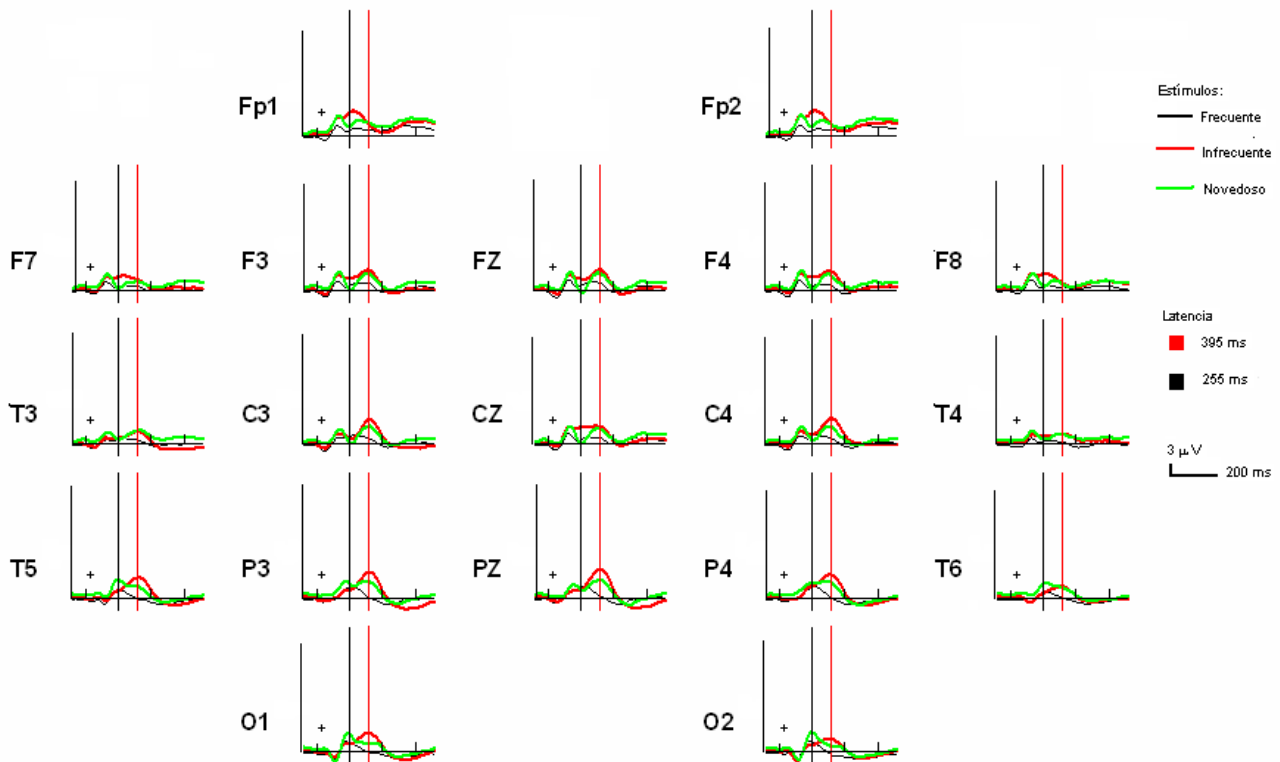 Fp1
Fp2
Estímulos:
Frecuente
Infrecuente
Novedoso
F7
F3
FZ
F4
F8
Latencia
395 ms
255 ms
T3
C3
CZ
C4
T4
3 µV
200 ms
T5
P3
PZ
P4
T6
O1
O2